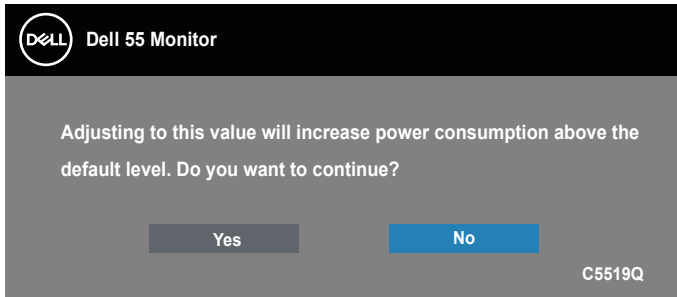 DELL Dell 55 Monitor
Adjusting to this value will increase power consumption above the
default level. Do you want to continue?
Yes No
C5519Q